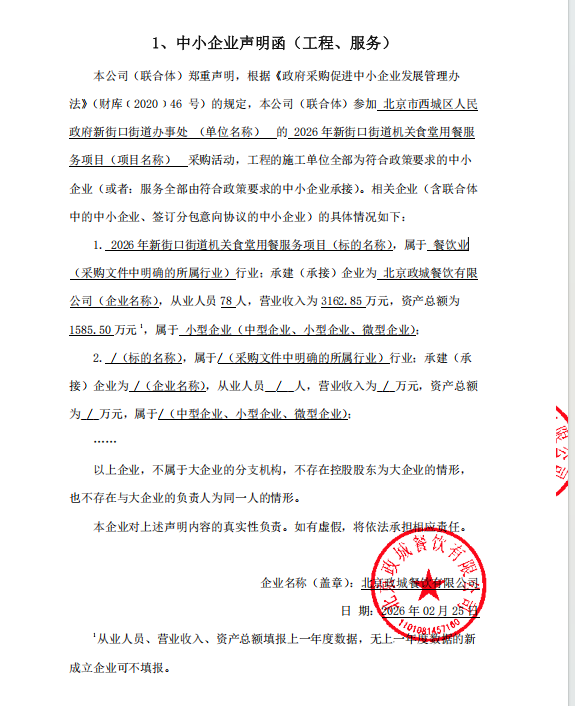 1、中小企业声明函（工程、服务）
本公司（联合体）郑重声明，根据《政府采购促进中小企业发展管理办
法》（财库﹝2020﹞46 号）的规定，本公司（联合体）参加 北京市西城区人民
政府新街口街道办事处 （单位名称） 的 2026 年新街口街道机关食堂用餐服
务项目（项目名称） 采购活动，工程的施工单位全部为符合政策要求的中小
企业（或者：服务全部由符合政策要求的中小企业承接）。相关企业（含联合体
中的中小企业、签订分包意向协议的中小企业）的具体情况如下：
1. 2026 年新街口街道机关食堂用餐服务项目（标的名称），属于 餐饮业
（采购文件中明确的所属行业）行业；承建（承接）企业为 北京政城餐饮有限
公司（企业名称），从业人员 78 人，营业收入为 3162.85 万元，资产总额为
1585.50 万元¹，属于 小型企业（中型企业、小型企业、微型企业）；
2. /（标的名称），属于/（采购文件中明确的所属行业）行业；承建（承
接）企业为 /（企业名称），从业人员 / 人，营业收入为 / 万元，资产总额
为 / 万元，属于/（中型企业、小型企业、微型企业）；
……
以上企业，不属于大企业的分支机构，不存在控股股东为大企业的情形，
也不存在与大企业的负责人为同一人的情形。
本企业对上述声明内容的真实性负责。如有虚假，将依法承担相应责任。
企业名称（盖章）：北京政城餐饮有限公司
日 期：2026 年 02 月 25 日
北京政城餐饮有限公司
1101081457160
限公司
¹从业人员、营业收入、资产总额填报上一年度数据，无上一年度数据的新
成立企业可不填报。